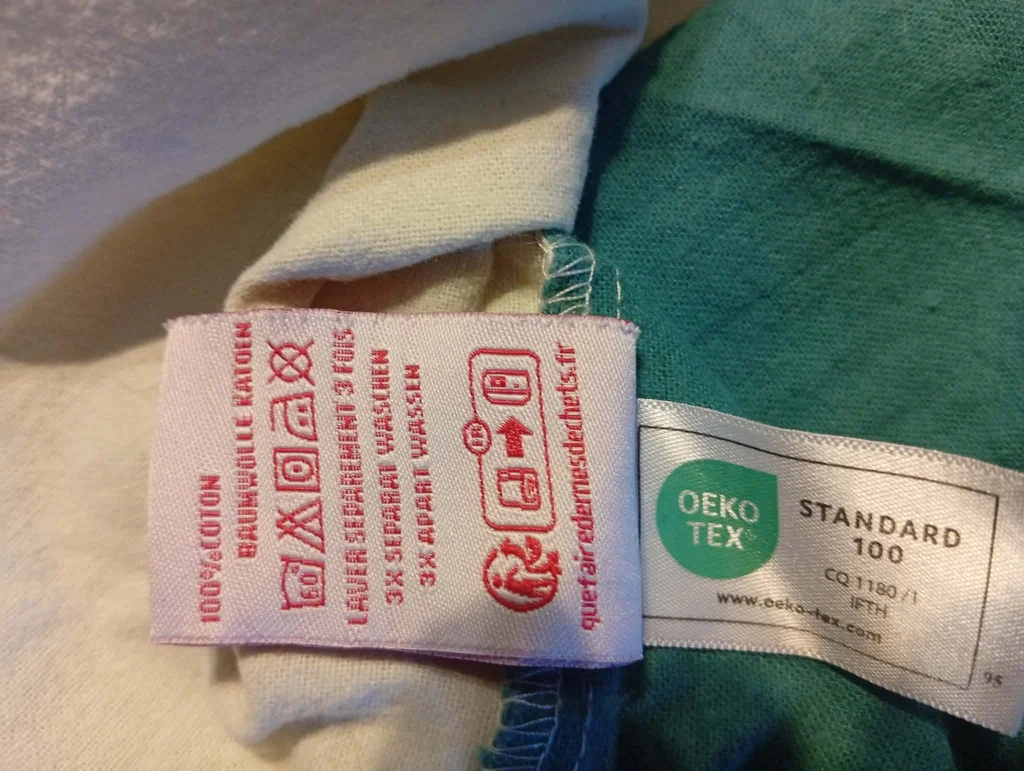 100% COTON
BAUMWOLLE KATOEN
LAVER SEPAREMENT 3 FOIS
3X SEPARAT WASCHEN
3X APART WASSEN
FR
quefairedemesdechets.fr
OEKO
TEX®
STANDARD
100
CQ 1180/1
IFTH
www.oeko-tex.com
95